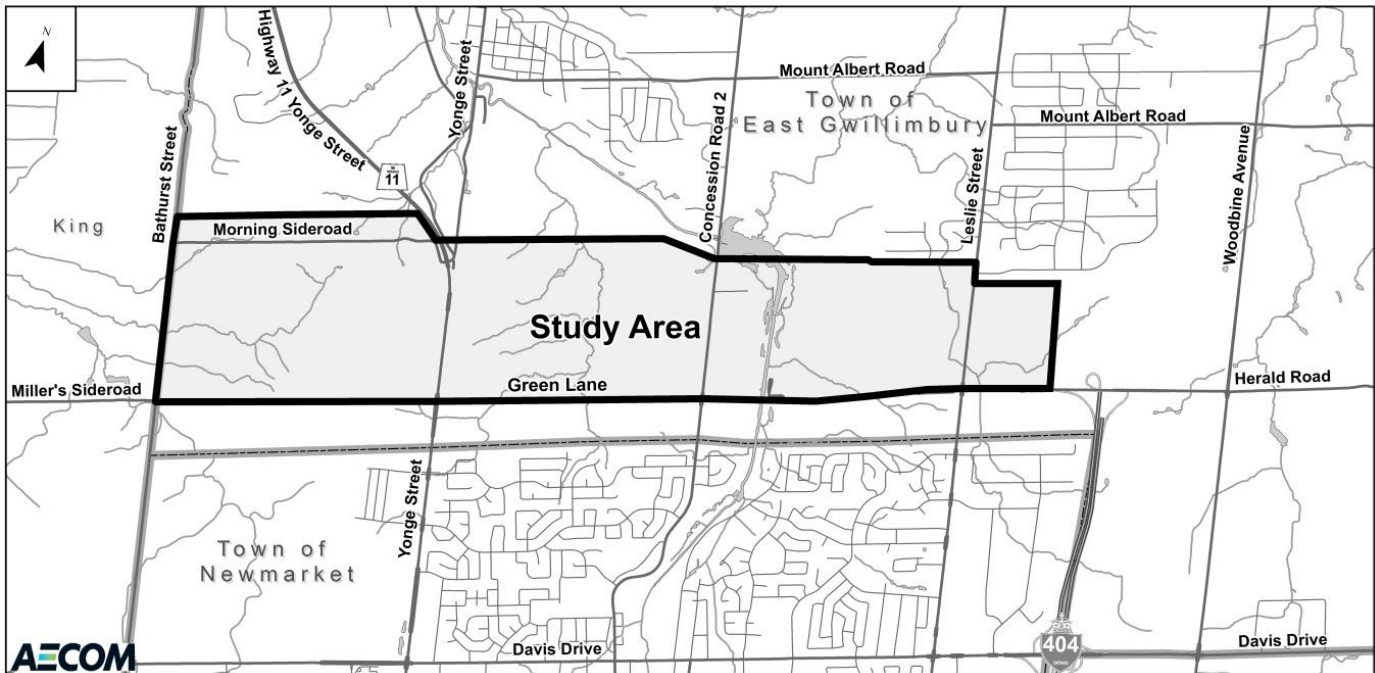 N
Highway 11 Yonge Street
Yonge Street
Mount Albert Road
Town of
East Gwillimbury
Concession Road 2
Mount Albert Road
Bathurst Street
11
Leslie Street
Woodbine Avenue
King
Morning Sideroad
Study Area
Miller's Sideroad
Green Lane
Herald Road
Yonge Street
Town of
Newmarket
AECOM
Davis Drive
404
Davis Drive